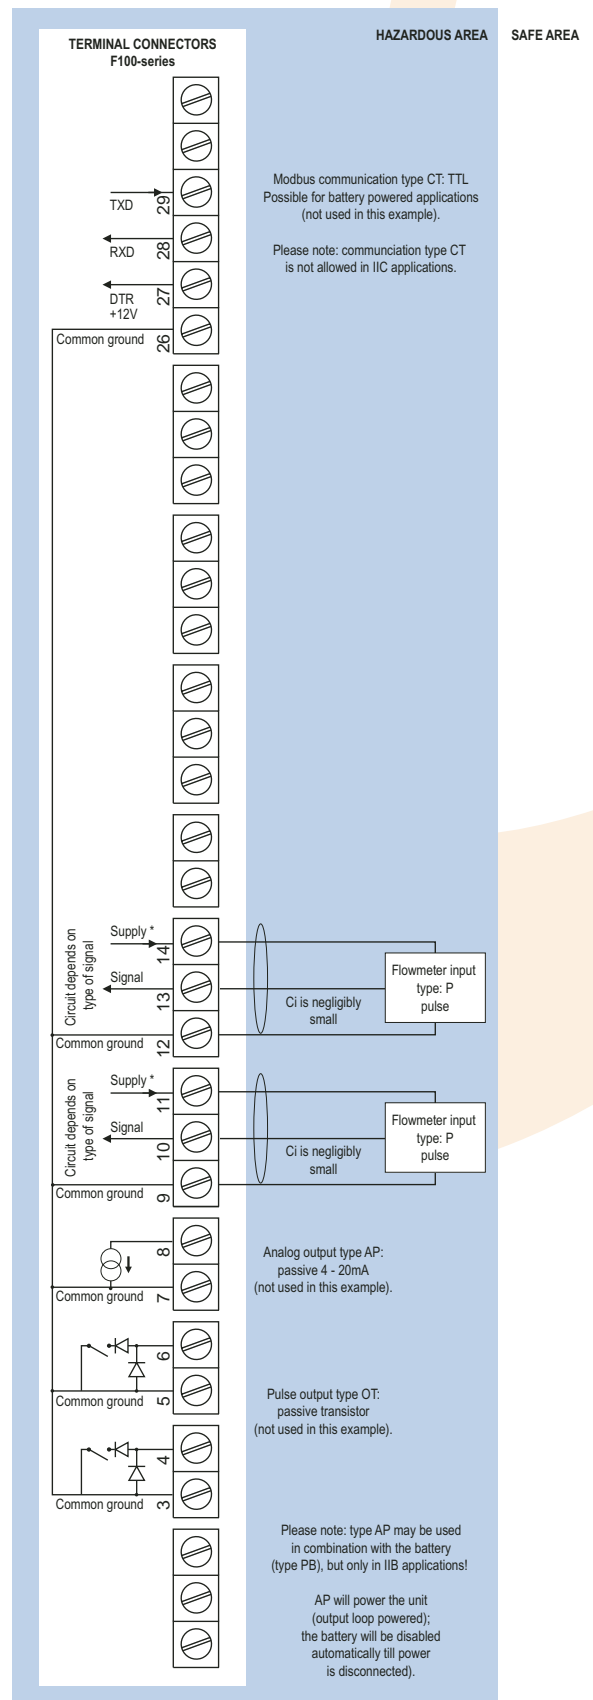 TERMINAL CONNECTORS
F100-series
HAZARDOUS AREA
SAFE AREA
TXD
29
RXD
28
DTR
+12V
27
Common ground
26
Modbus communication type CT: TTL
Possible for battery powered applications
(not used in this example).
Please note: communciation type CT
is not allowed in IIC applications.
Circuit depends on
type of signal
Supply *
14
Signal
13
Common ground
12
Ci is negligibly
small
Flowmeter input
type: P
pulse
Circuit depends on
type of signal
Supply *
11
Signal
10
Common ground
9
Ci is negligibly
small
Flowmeter input
type: P
pulse
8
Common ground
7
Analog output type AP:
passive 4 - 20mA
(not used in this example).
6
Common ground
5
Pulse output type OT:
passive transistor
(not used in this example).
4
Common ground
3
Please note: type AP may be used
in combination with the battery
(type PB), but only in IIB applications!
AP will power the unit
(output loop powered);
the battery will be disabled
automatically till power
is disconnected).